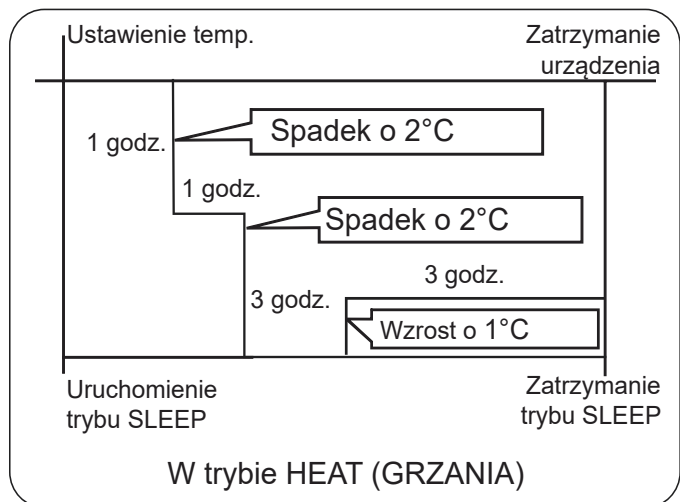 Ustawienie temp.
Zatrzymanie
urządzenia
1 godz.
Spadek o 2°C
1 godz.
Spadek o 2°C
3 godz.
3 godz.
Wzrost o 1°C
Uruchomienie
trybu SLEEP
Zatrzymanie
trybu SLEEP
W trybie HEAT (GRZANIA)